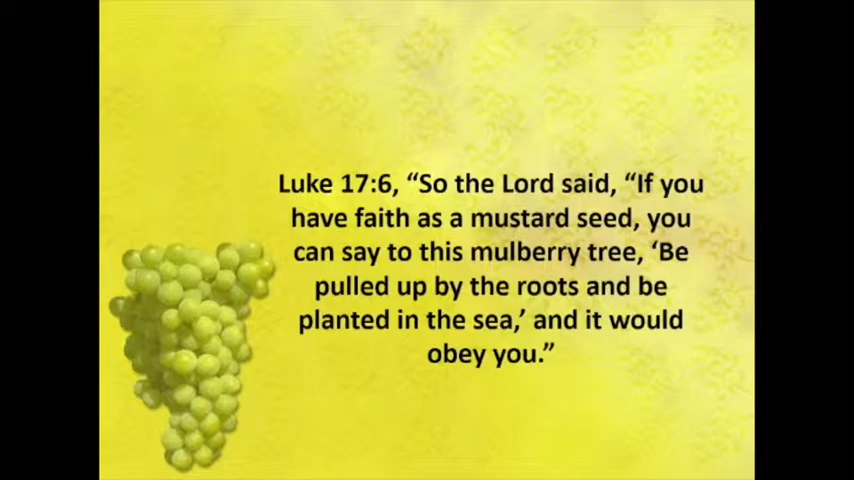 Luke 17:6, “So the Lord said, “If you
have faith as a mustard seed, you
can say to this mulberry tree, ‘Be
pulled up by the roots and be
planted in the sea,’ and it would
obey you.”